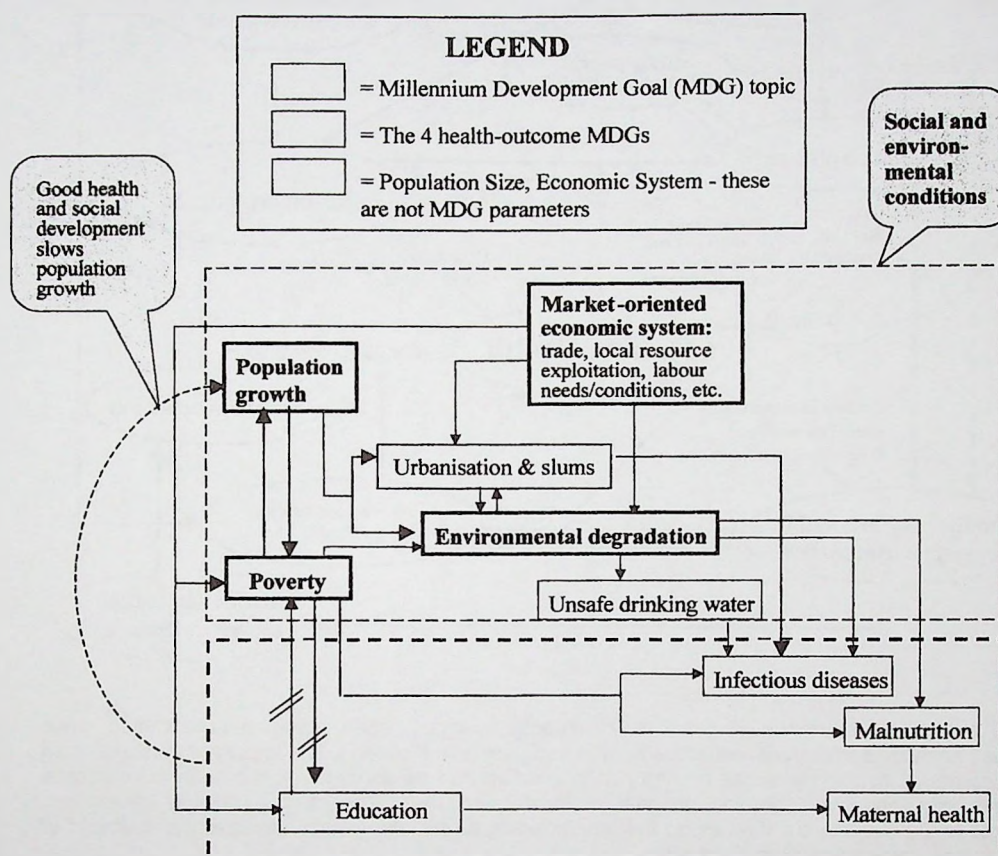 LEGEND
= Millennium Development Goal (MDG) topic
= The 4 health-outcome MDGs
= Population Size, Economic System - these
are not MDG parameters
Social and
environ-
mental
conditions
Good health
and social
development
slows
population
growth
Market-oriented
economic system:
trade, local resource
exploitation, labour
needs/conditions, etc.
Population
growth
Urbanisation & slums
Environmental degradation
Poverty
Unsafe drinking water
Infectious diseases
Malnutrition
Education
Maternal health